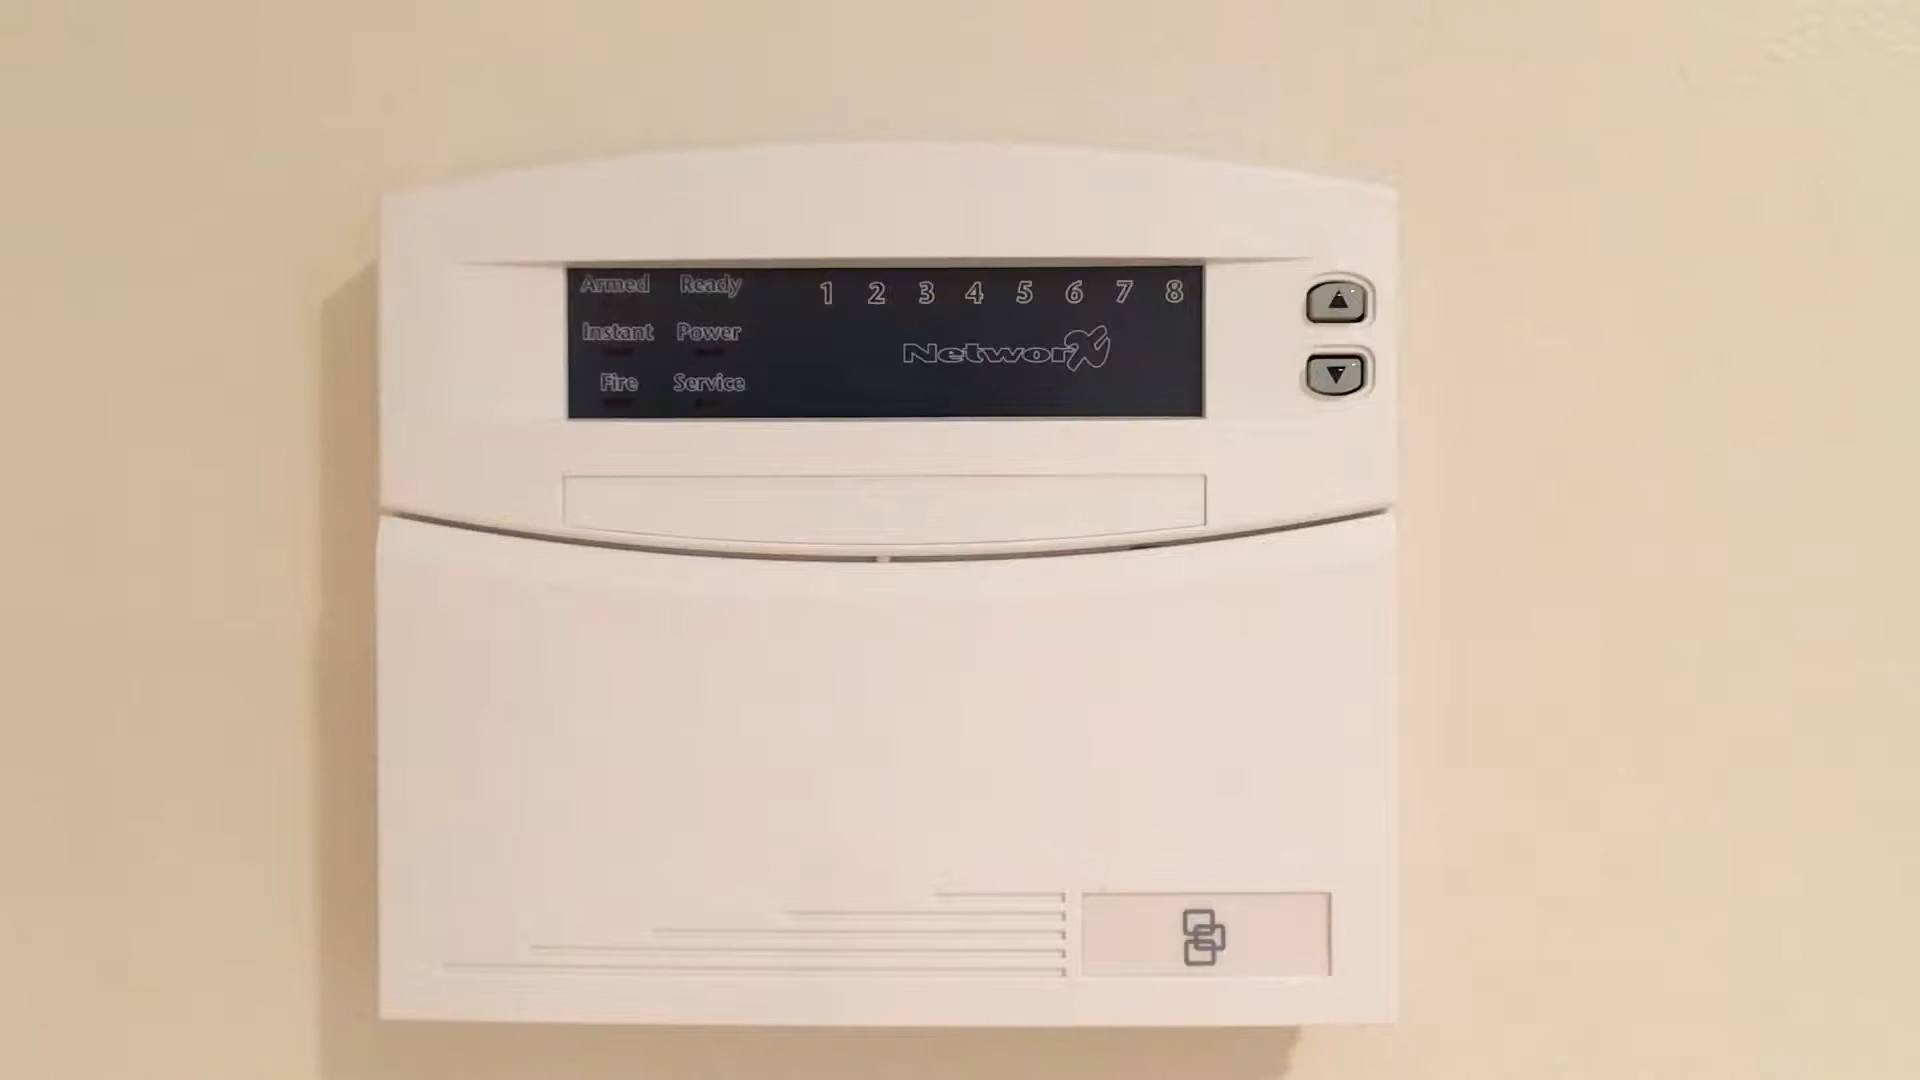 Armed Ready 1 2 3 4 5 6 7 8
Instant Power
NetworX
Fire Service